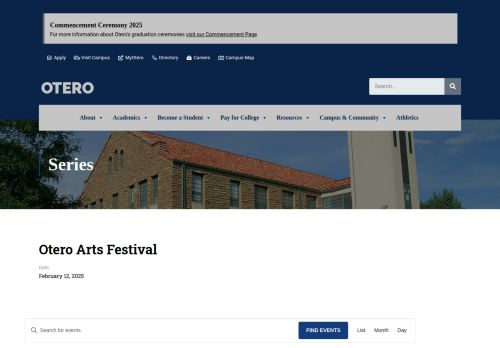 Commencement Ceremony 2025
For more information about Otero's graduation ceremonies visit our Commencement Page
Apply Visit Campus MyOtero Directory Careers Campus Map
OTERO
Search...
About Academics Become a Student Pay for College Resources Campus & Community Athletics
Series
Otero Arts Festival
Date
February 12, 2025
Search for events FIND EVENTS List Month Day